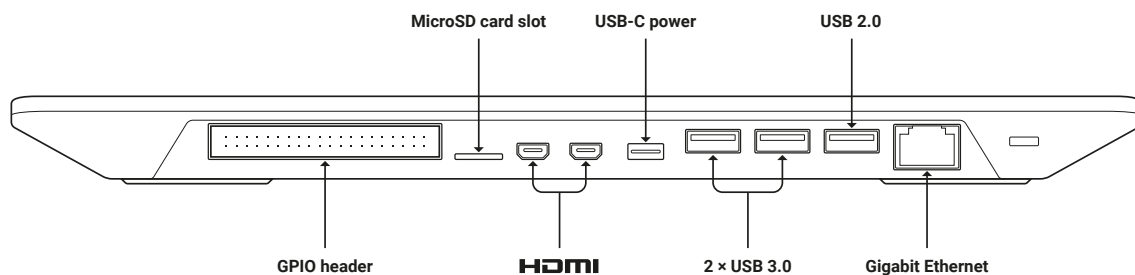 MicroSD card slot
USB-C power
USB 2.0
GPIO header
HDMI
2 × USB 3.0
Gigabit Ethernet